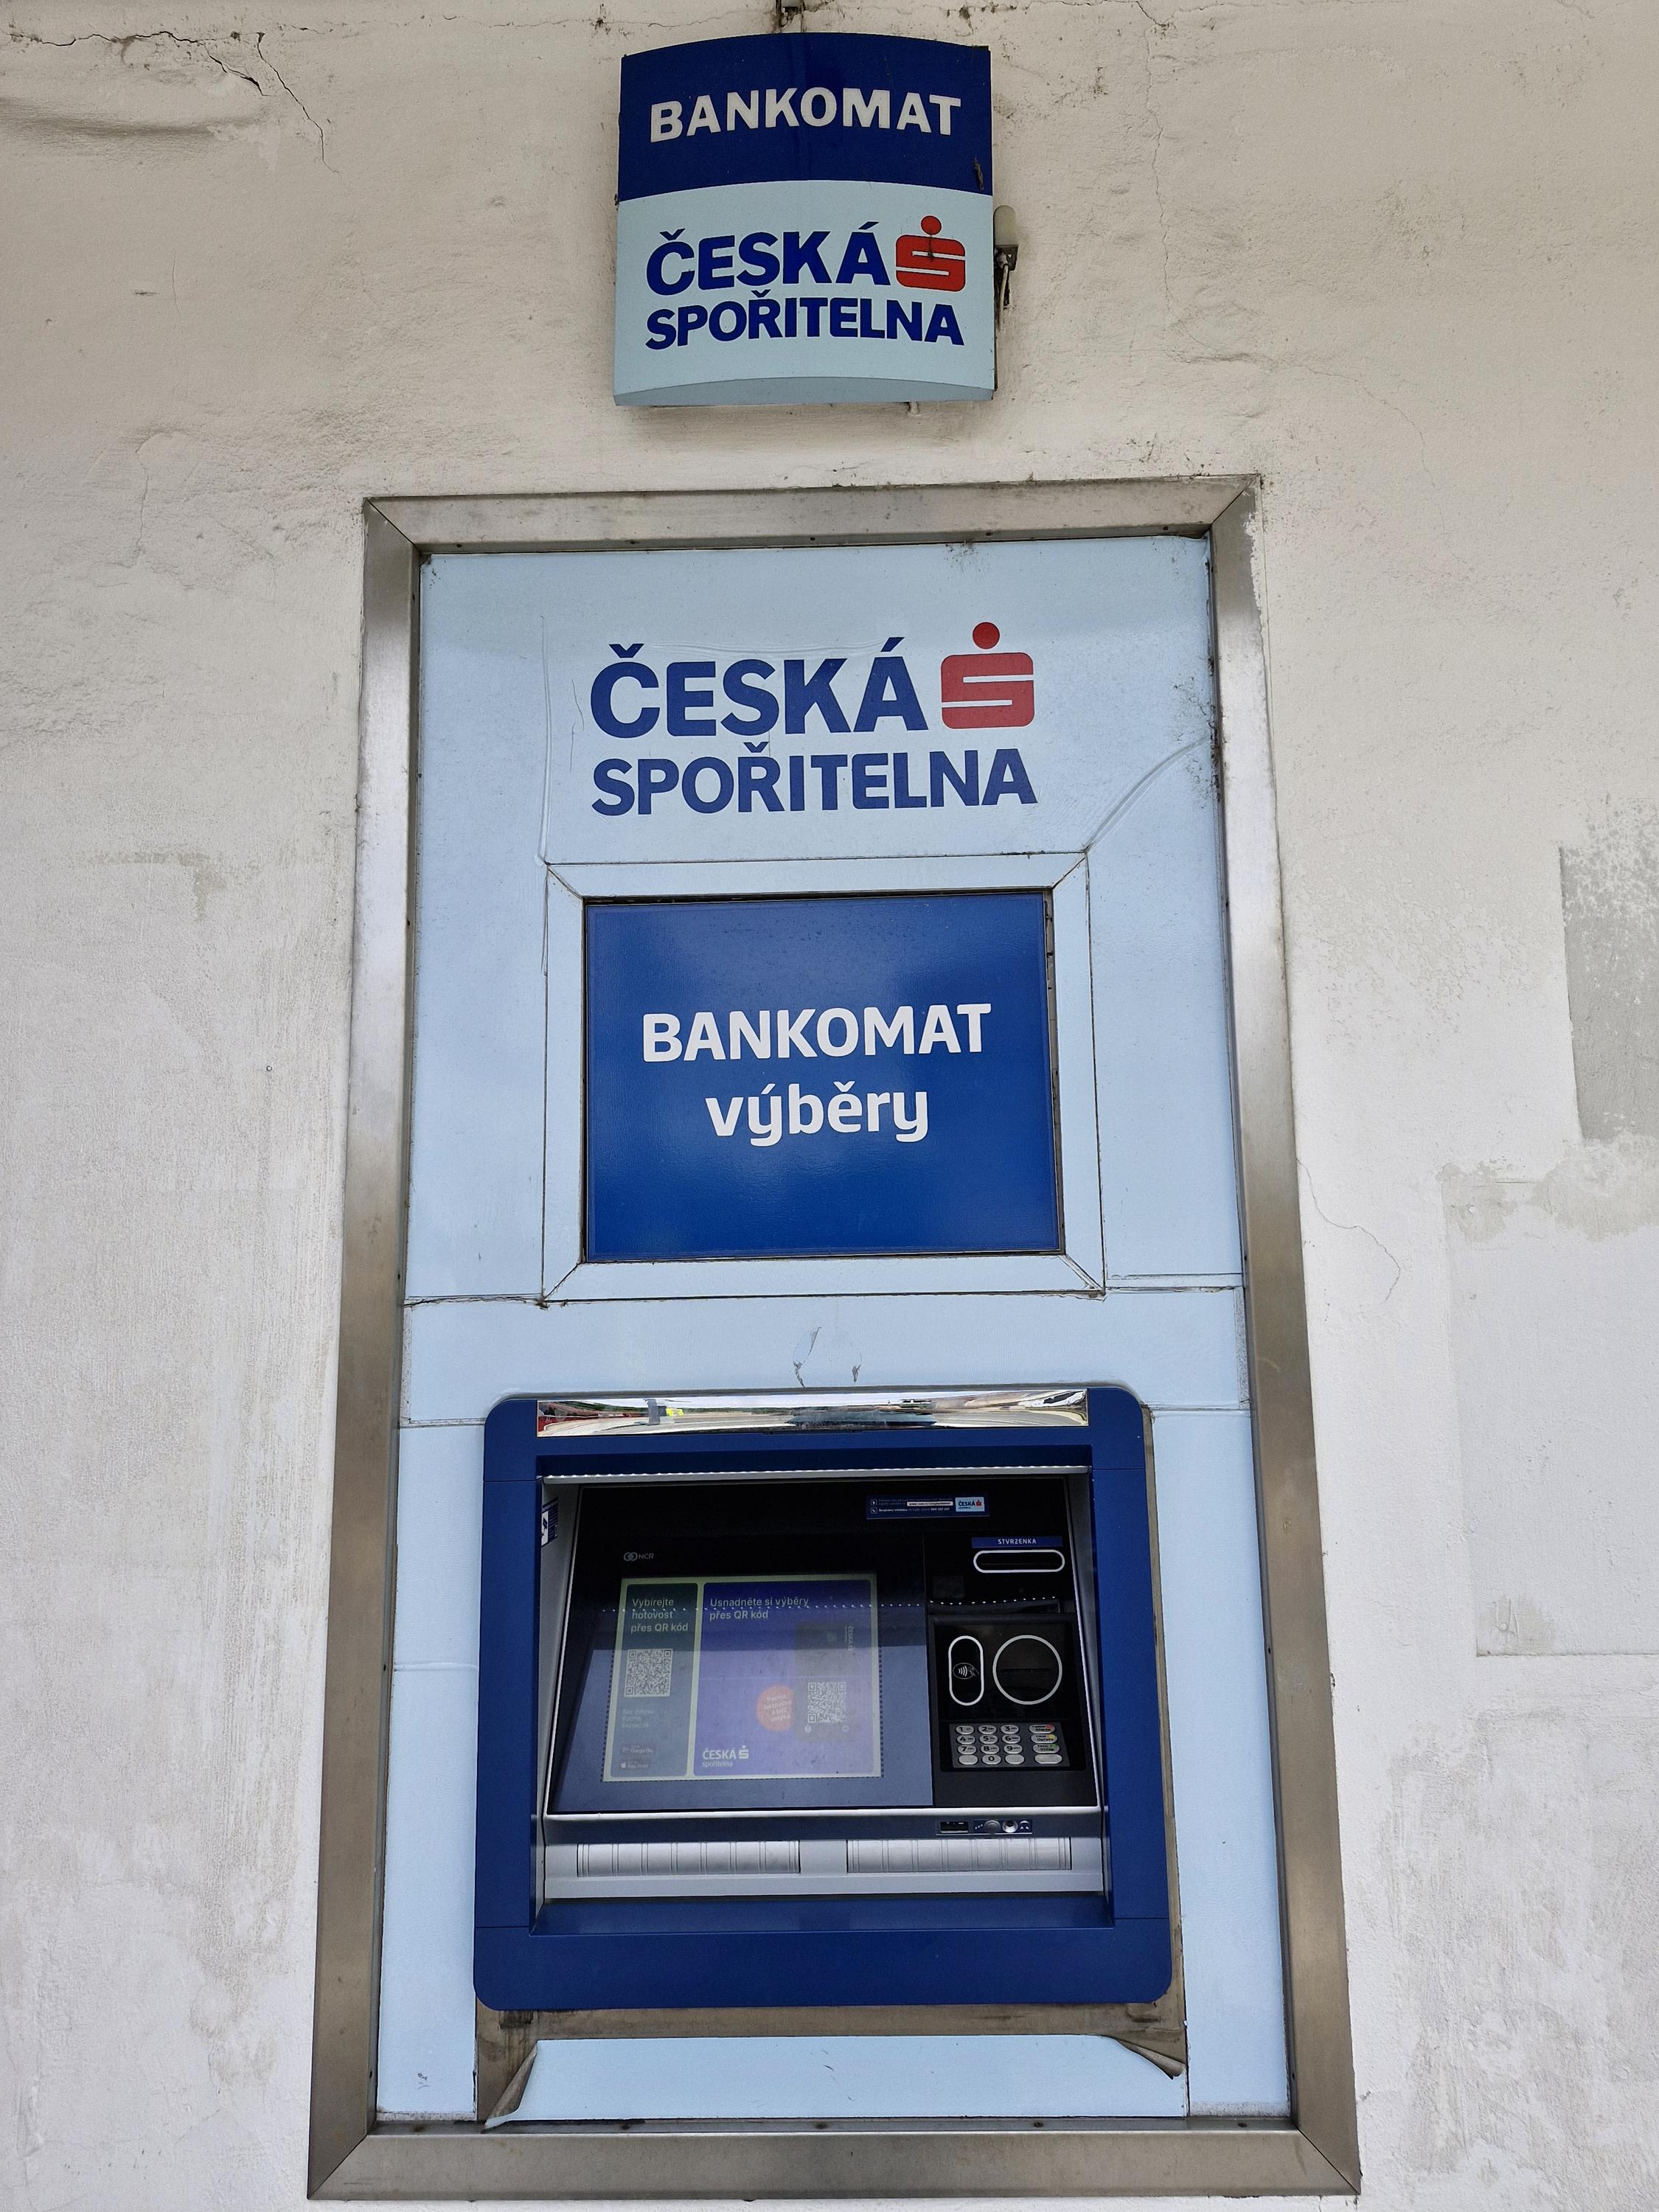 BANKOMAT
ČESKÁ
SPOŘITELNA
ČESKÁ
SPOŘITELNA
BANKOMAT
výběry
STVRZENKA
NCR
Vybírejte
hotovost
přes QR kód
Usnadněte si výběry
přes QR kód
ČESKÁ
spořitelna